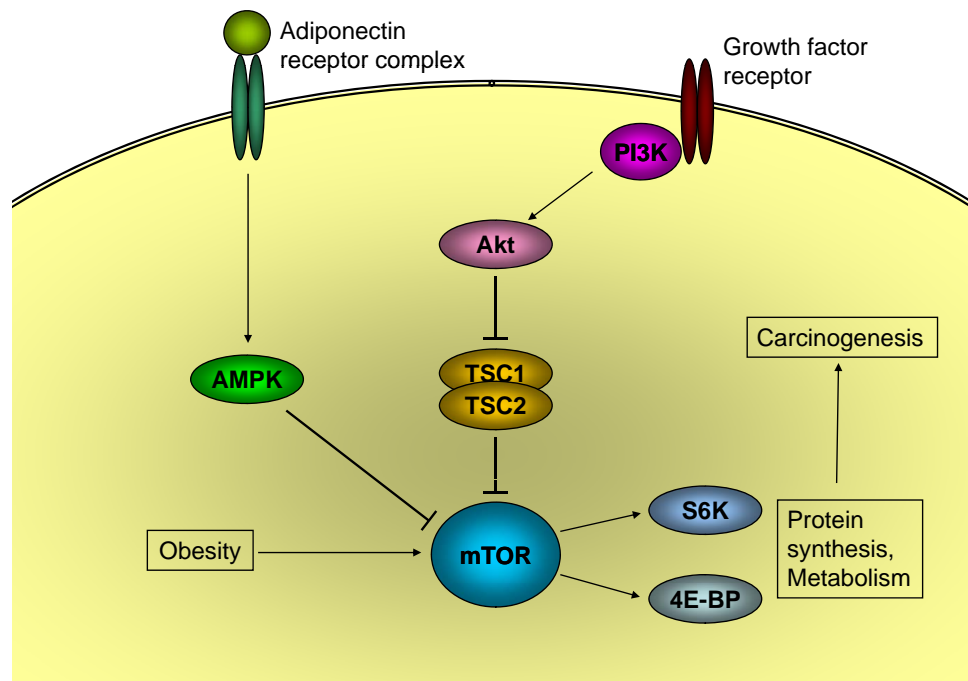 Adiponectin
receptor complex
Growth factor
receptor
PI3K
Akt
TSC1
TSC2
AMPK
Carcinogenesis
S6K
Protein
synthesis,
Metabolism
Obesity
mTOR
4E-BP